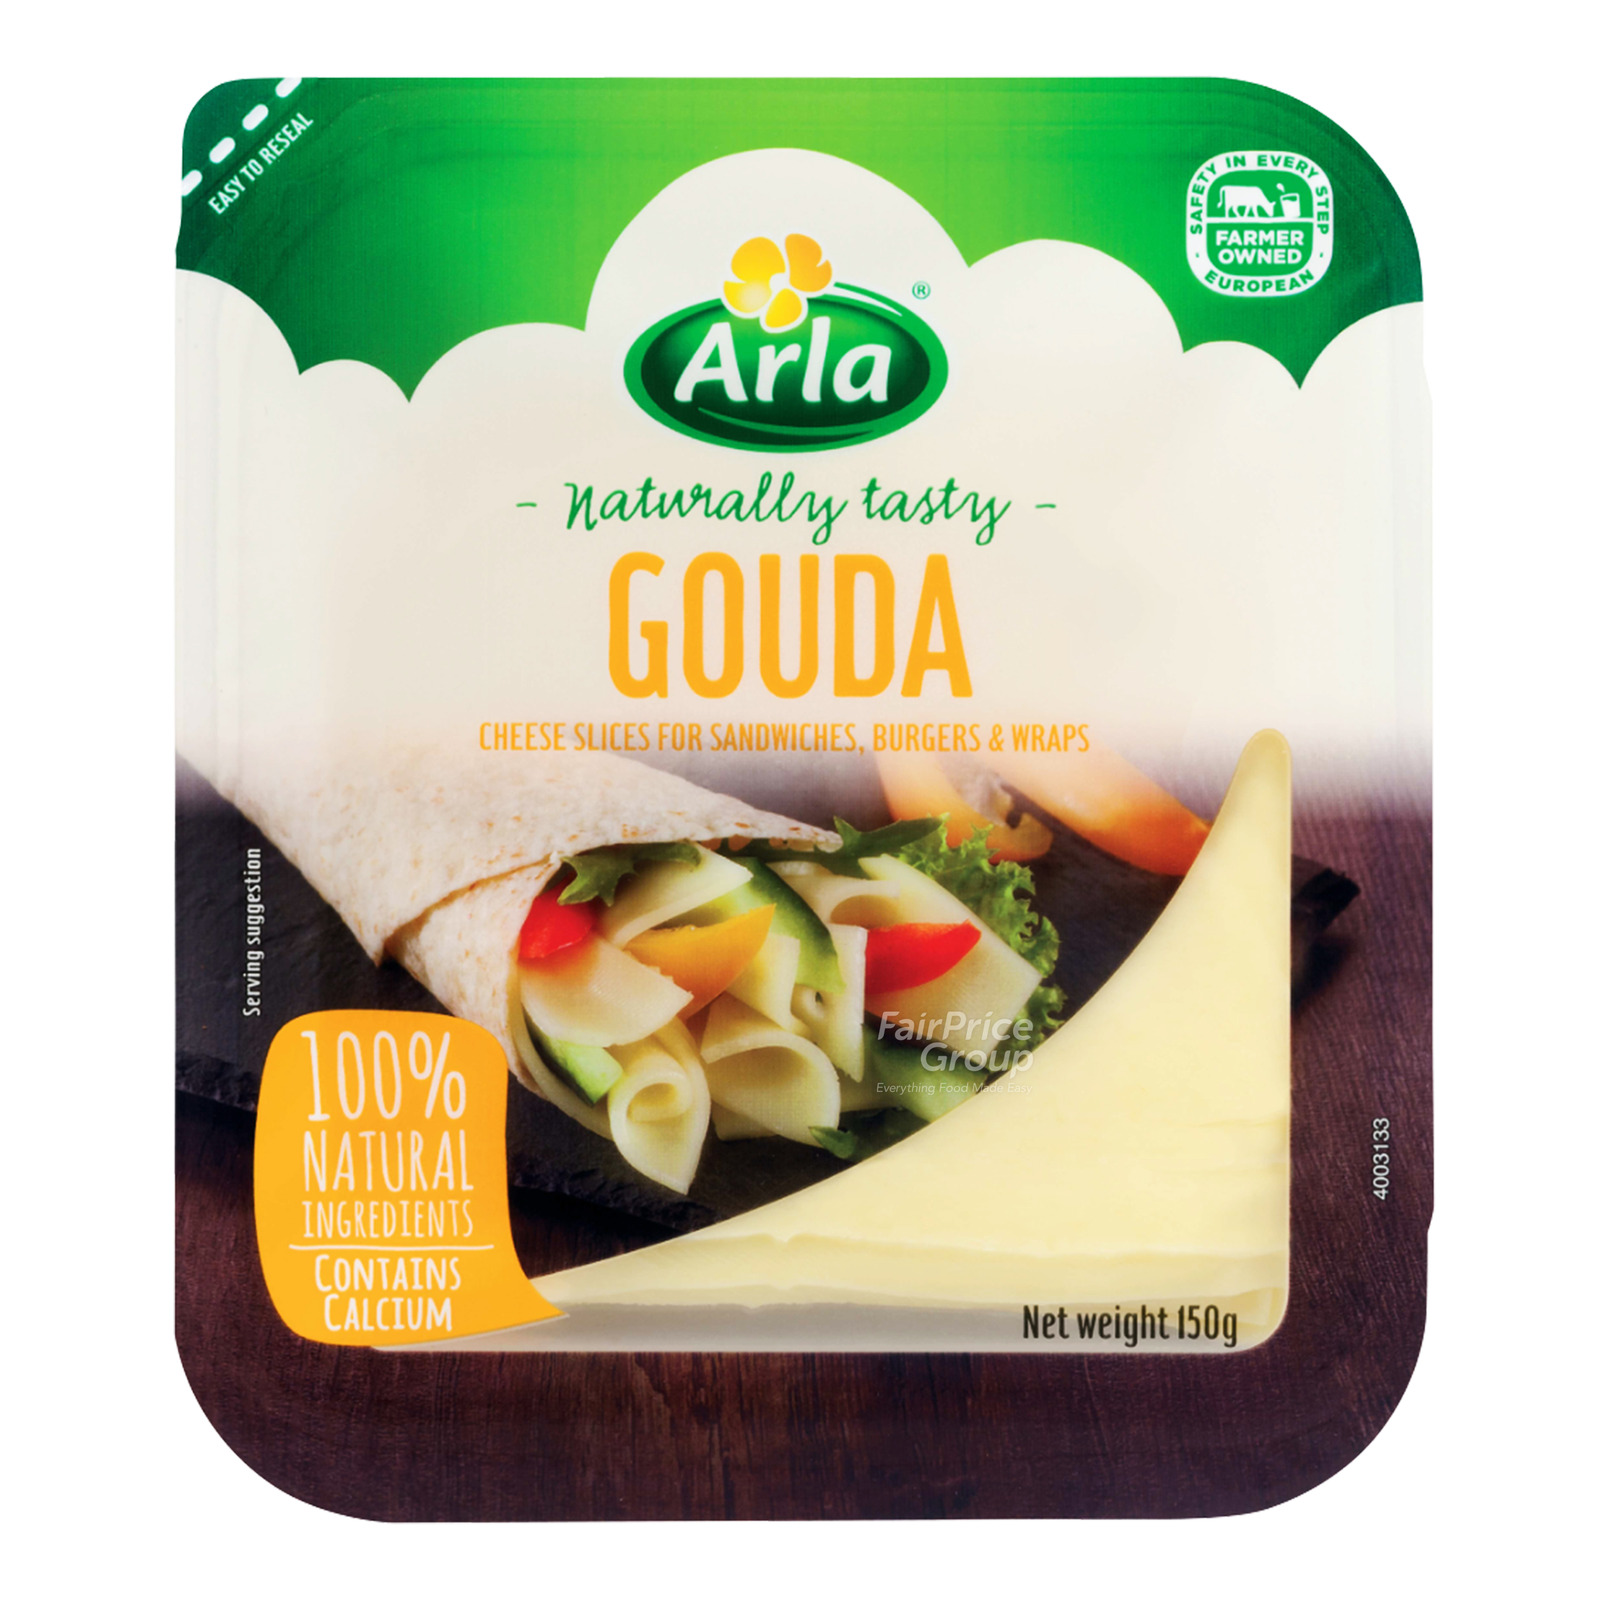 EASY TO RESEAL
SAFETY IN EVERY STEP
FARMER
OWNED
· EUROPEAN ·
Arla ®
- Naturally tasty -
GOUDA
CHEESE SLICES FOR SANDWICHES, BURGERS & WRAPS
Serving suggestion
FairPrice
Group
Everything Food Made Easy
100%
NATURAL
INGREDIENTS
CONTAINS
CALCIUM
4003133
Net weight 150g